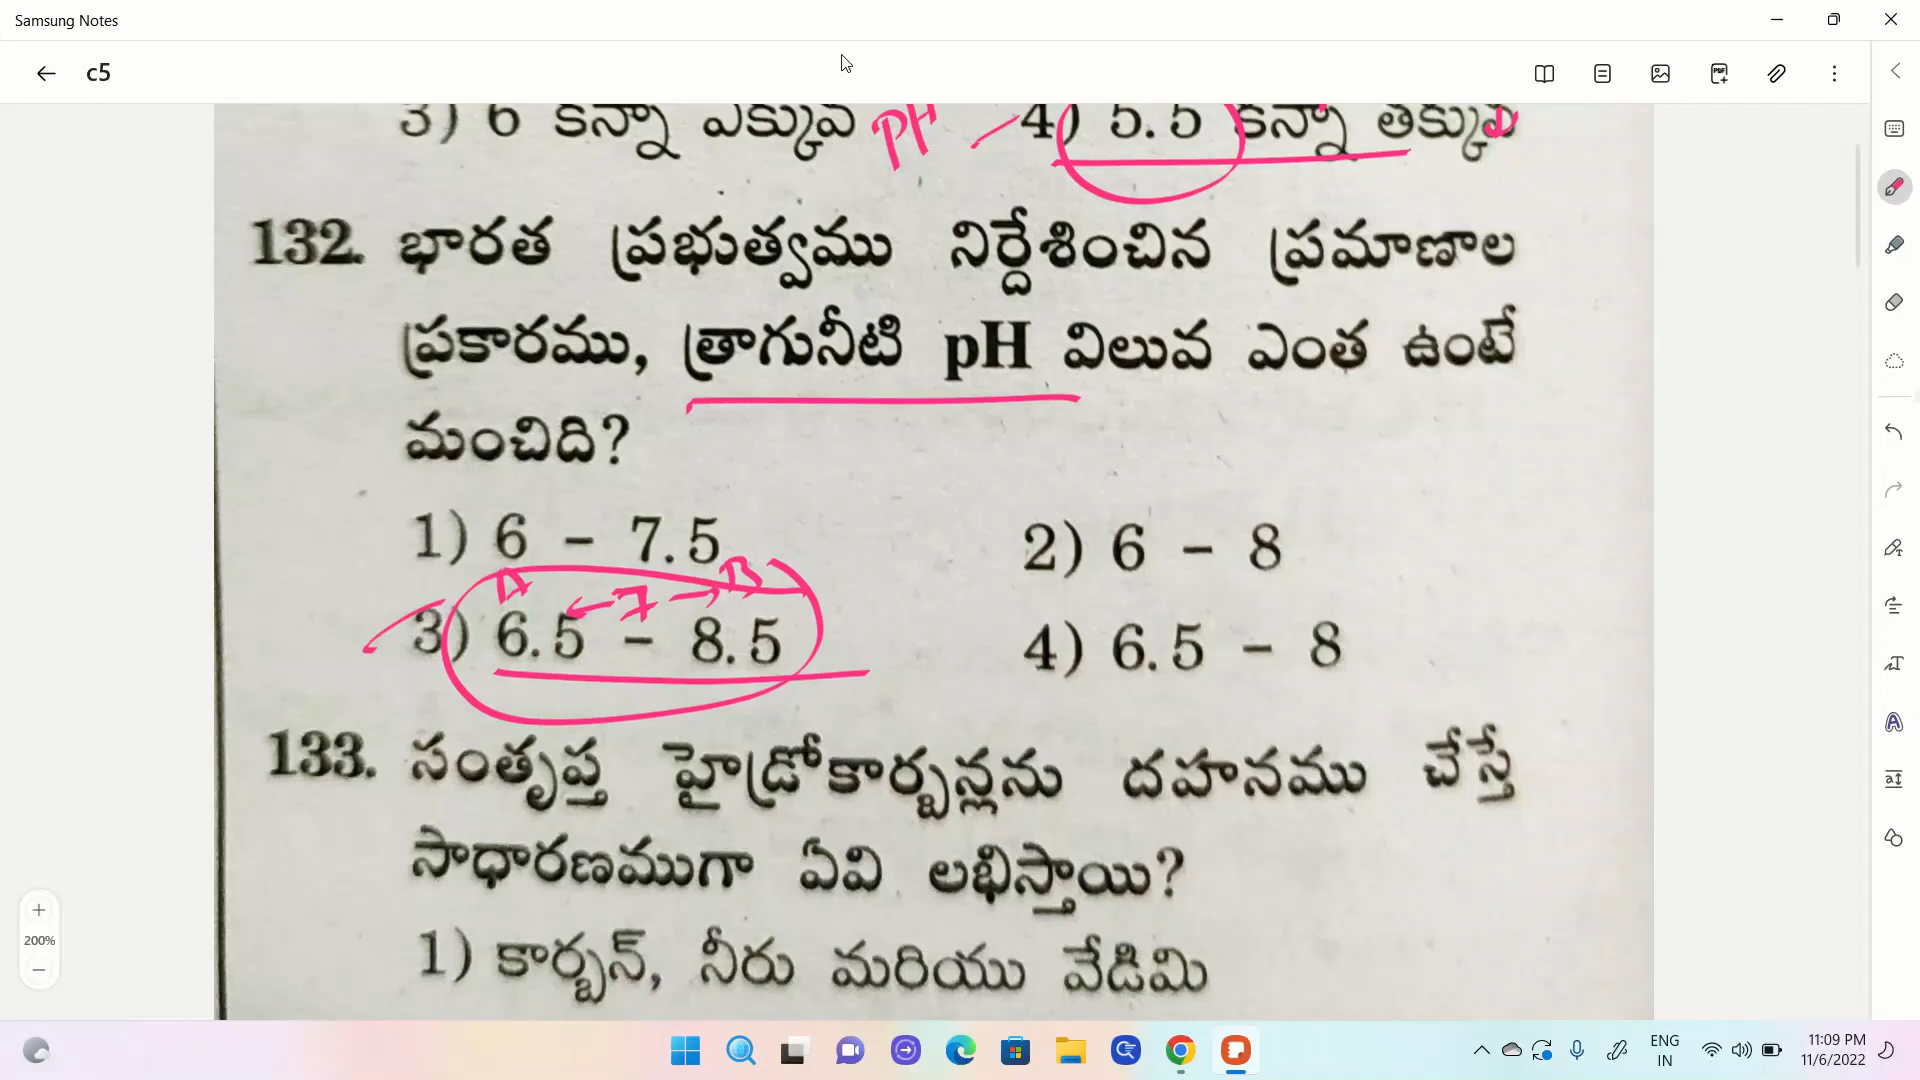 Samsung Notes
c5
3) 6 కన్నా ఎక్కువ PH 4) 5.5 కన్నా తక్కువ
132. భారత ప్రభుత్వము నిర్దేశించిన ప్రమాణాల
ప్రకారము, త్రాగునీటి pH విలువ ఎంత ఉంటే
మంచిది?
1) 6 - 7.5 2) 6 - 8
A 7 B
3) 6.5 - 8.5 4) 6.5 - 8
133. సంతృప్త హైడ్రోకార్బన్లను దహనము చేస్తే
సాధారణముగా ఏవి లభిస్తాయి?
1) కార్బన్, నీరు మరియు వేడిమి
200%
ENG
IN
11:09 PM
11/6/2022